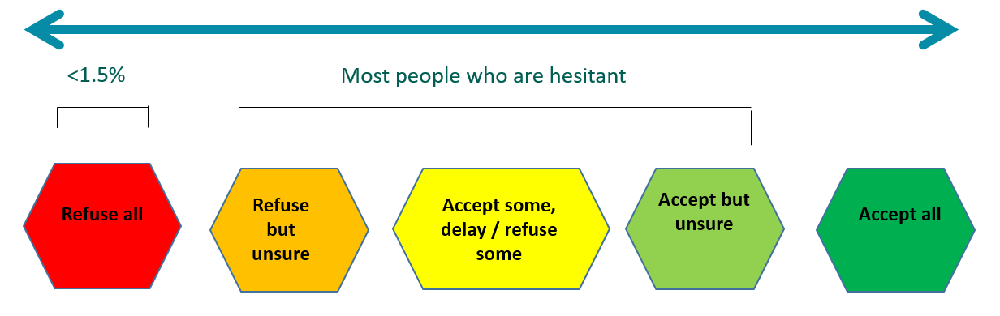 <1.5%
Most people who are hesitant
Refuse all
Refuse
but
unsure
Accept some,
delay / refuse
some
Accept but
unsure
Accept all